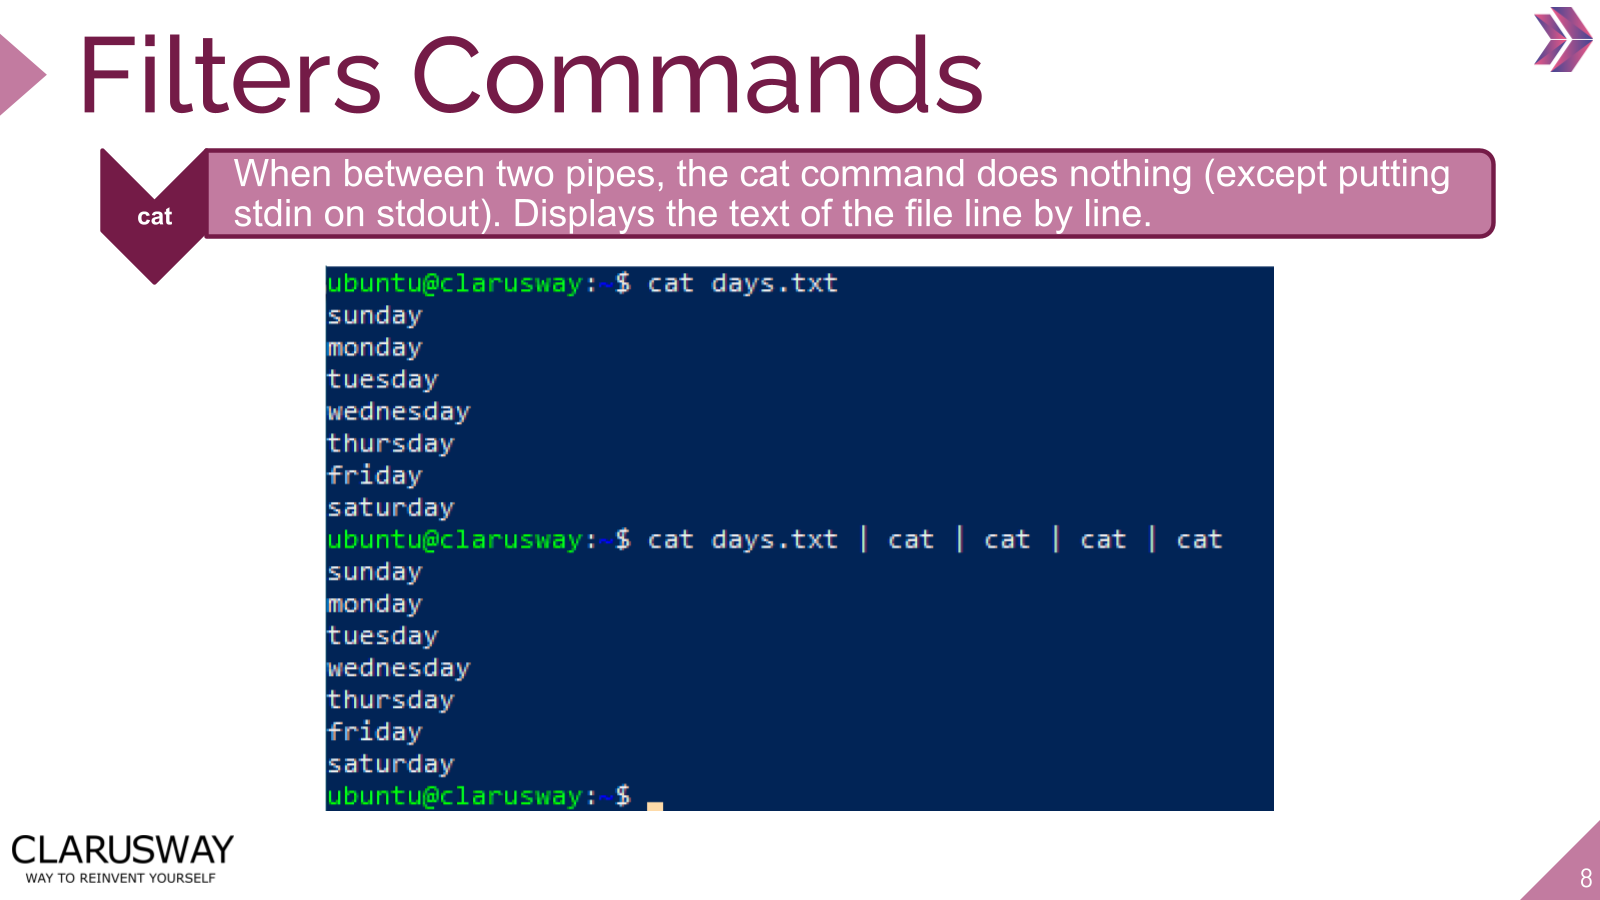 Filters Commands
cat
When between two pipes, the cat command does nothing (except putting
stdin on stdout). Displays the text of the file line by line.
ubuntu@clarusway:~$ cat days.txt
sunday
monday
tuesday
wednesday
thursday
friday
saturday
ubuntu@clarusway:~$ cat days.txt | cat | cat | cat | cat
sunday
monday
tuesday
wednesday
thursday
friday
saturday
ubuntu@clarusway:~$
CLARUSWAY
WAY TO REINVENT YOURSELF
8